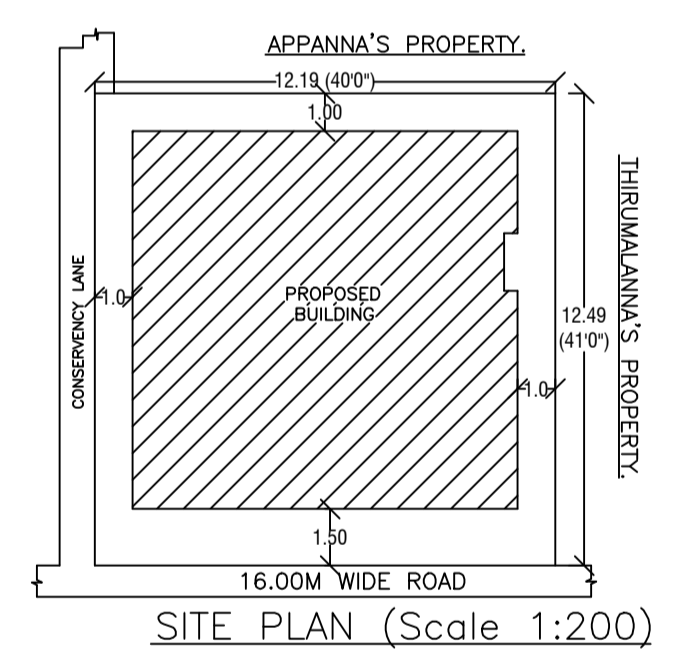 APPANNA'S PROPERTY.
12.19 (40'0")
1.00
THIRUMALANNA'S PROPERTY.
CONSERVENCY LANE
1.0
PROPOSED
BUILDING
12.49
(41'0")
1.0
1.50
16.00M WIDE ROAD
SITE PLAN (Scale 1:200)